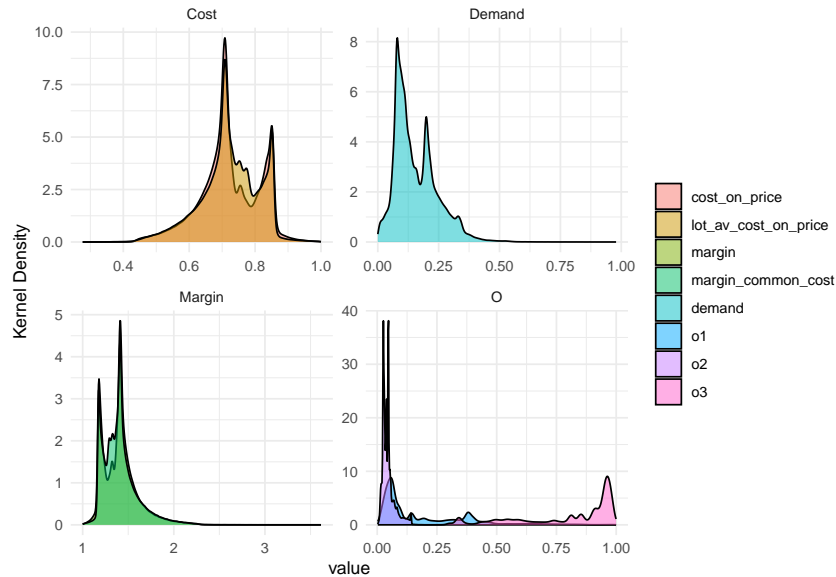 Cost
Demand
10.0
7.5
5.0
2.5
0.0
0.4
0.6
0.8
1.0
8
6
4
2
0
0.00
0.25
0.50
0.75
1.00
Kernel Density
Margin
O
5
4
3
2
1
0
1
2
3
40
30
20
10
0
0.00
0.25
0.50
0.75
1.00
value
cost_on_price
lot_av_cost_on_price
margin
margin_common_cost
demand
o1
o2
o3